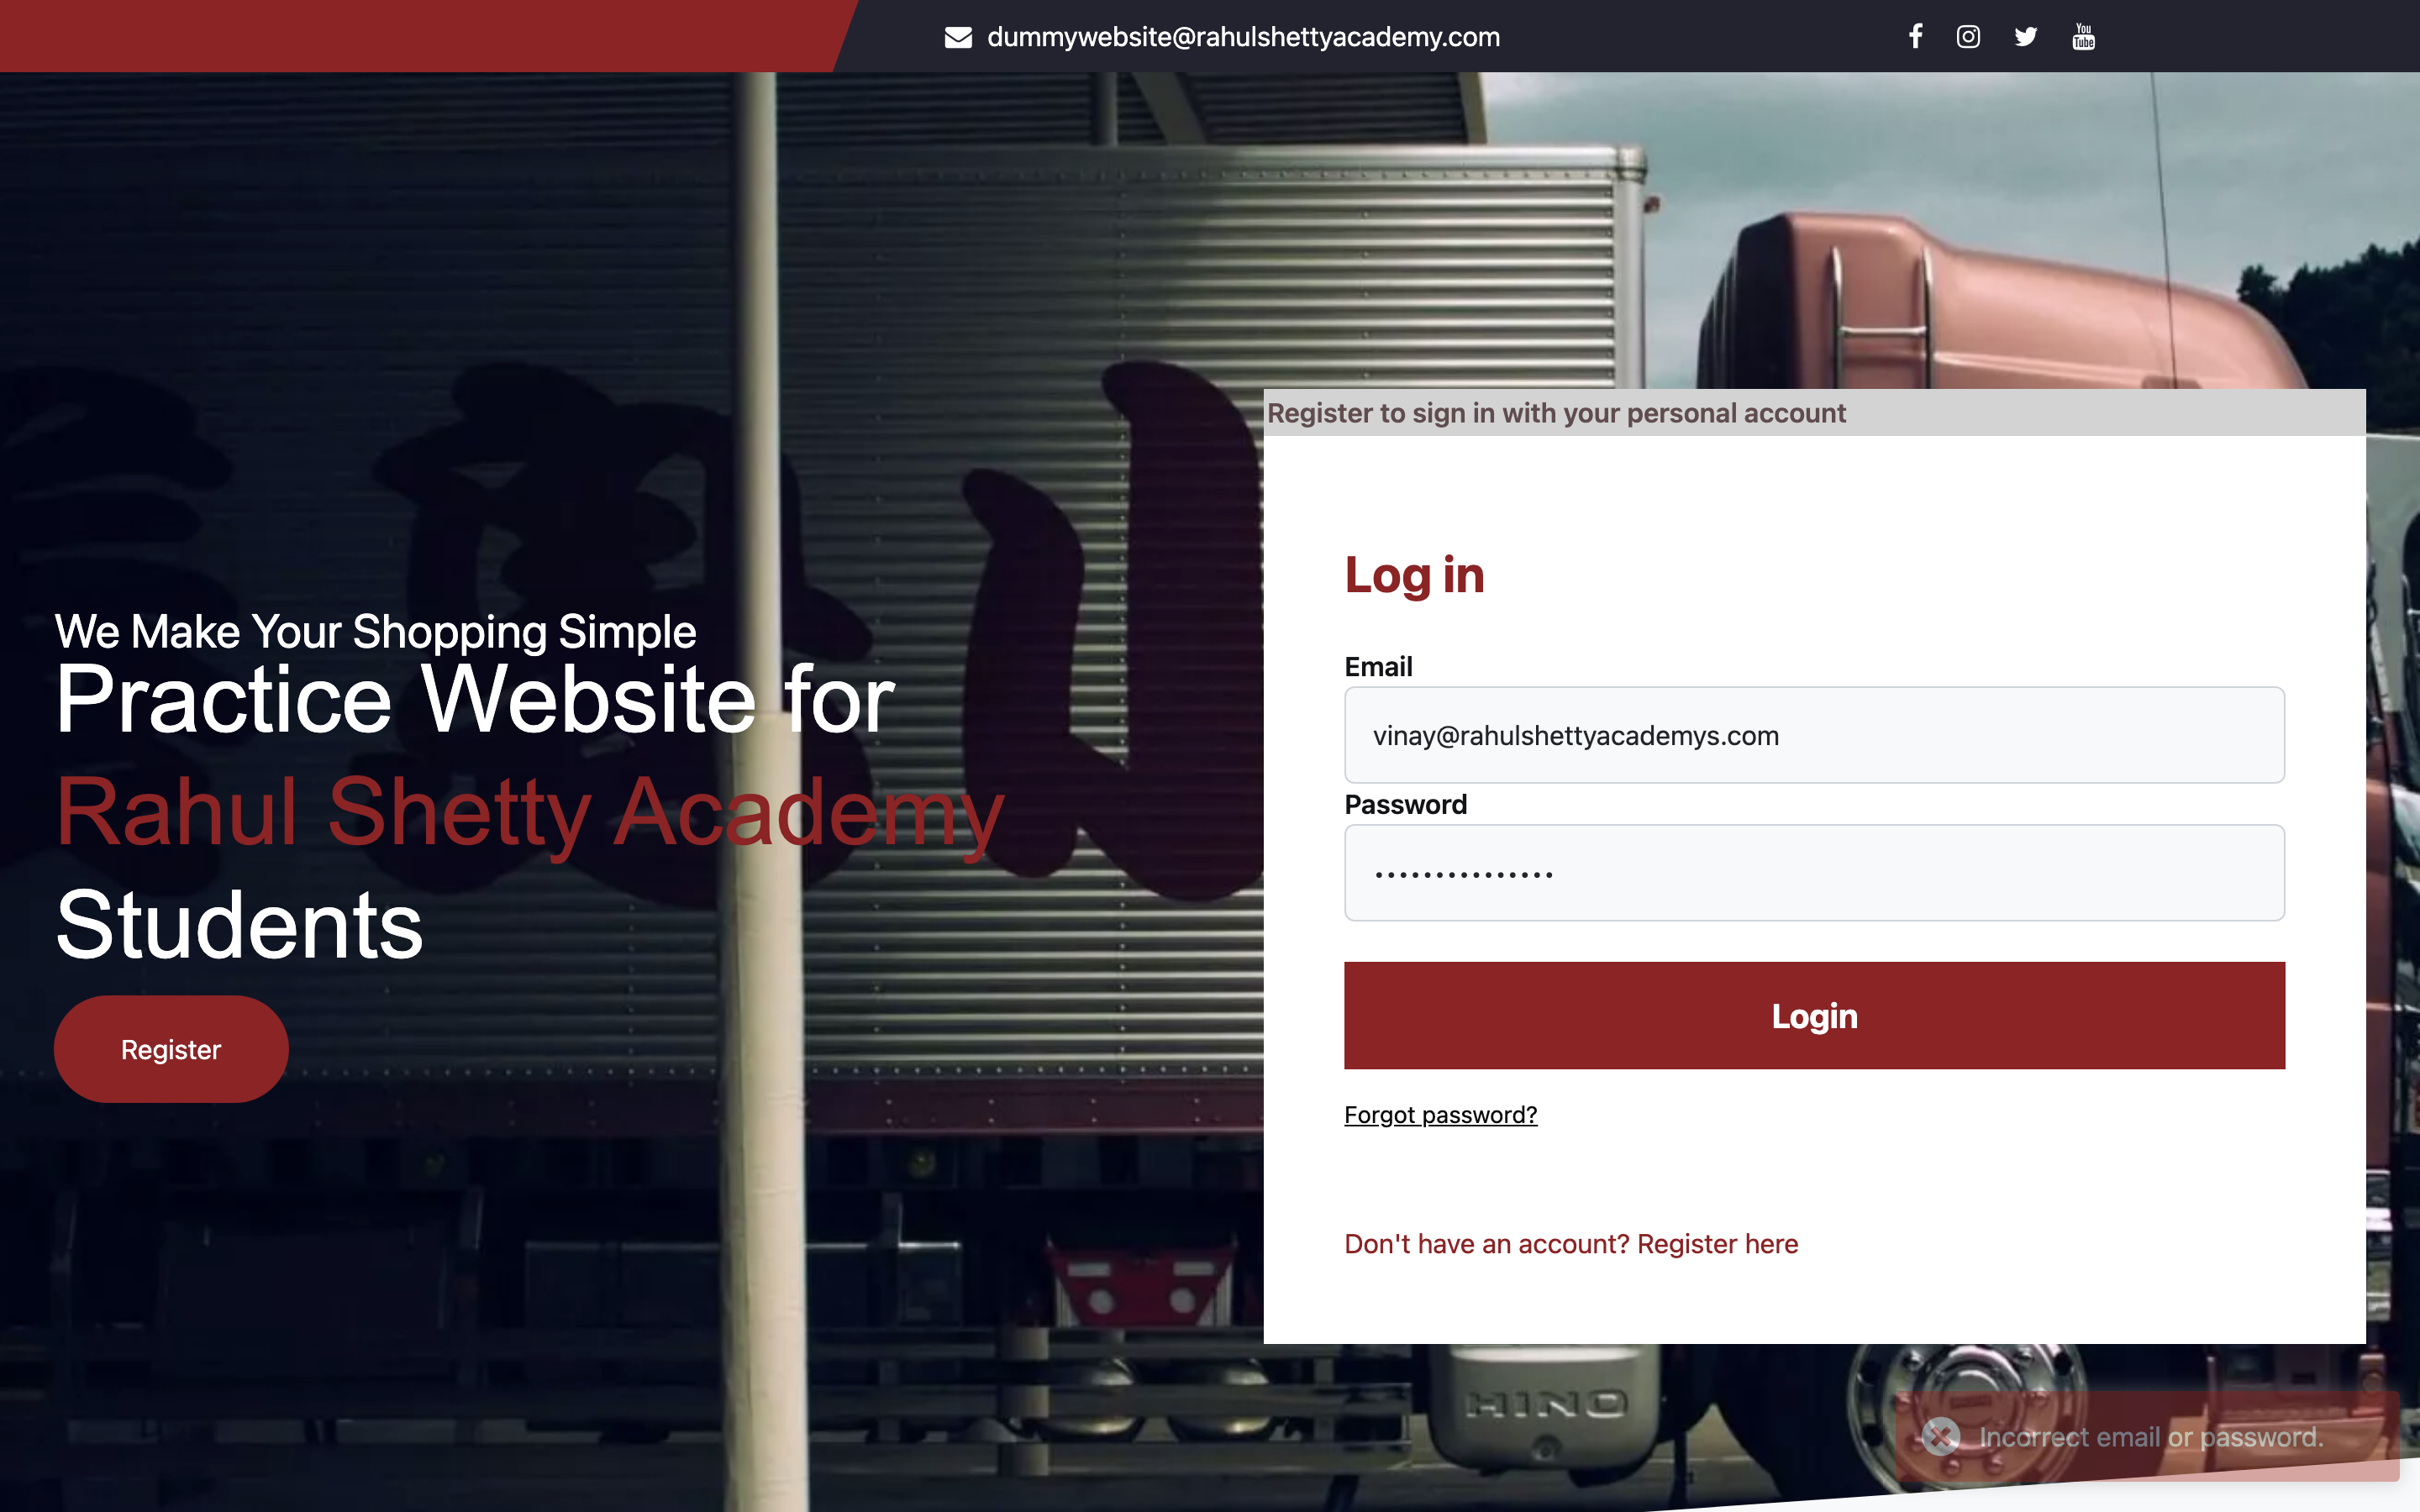 dummywebsite@rahulshettyacademy.com
You
Tube
Register to sign in with your personal account
We Make Your Shopping Simple
Practice Website for
Rahul Shetty Academy
Students
Register
Log in
Email
vinay@rahulshettyacademys.com
Password
•••••••••••••••
Login
Forgot password?
Don't have an account? Register here
HINO
Incorrect email or password.